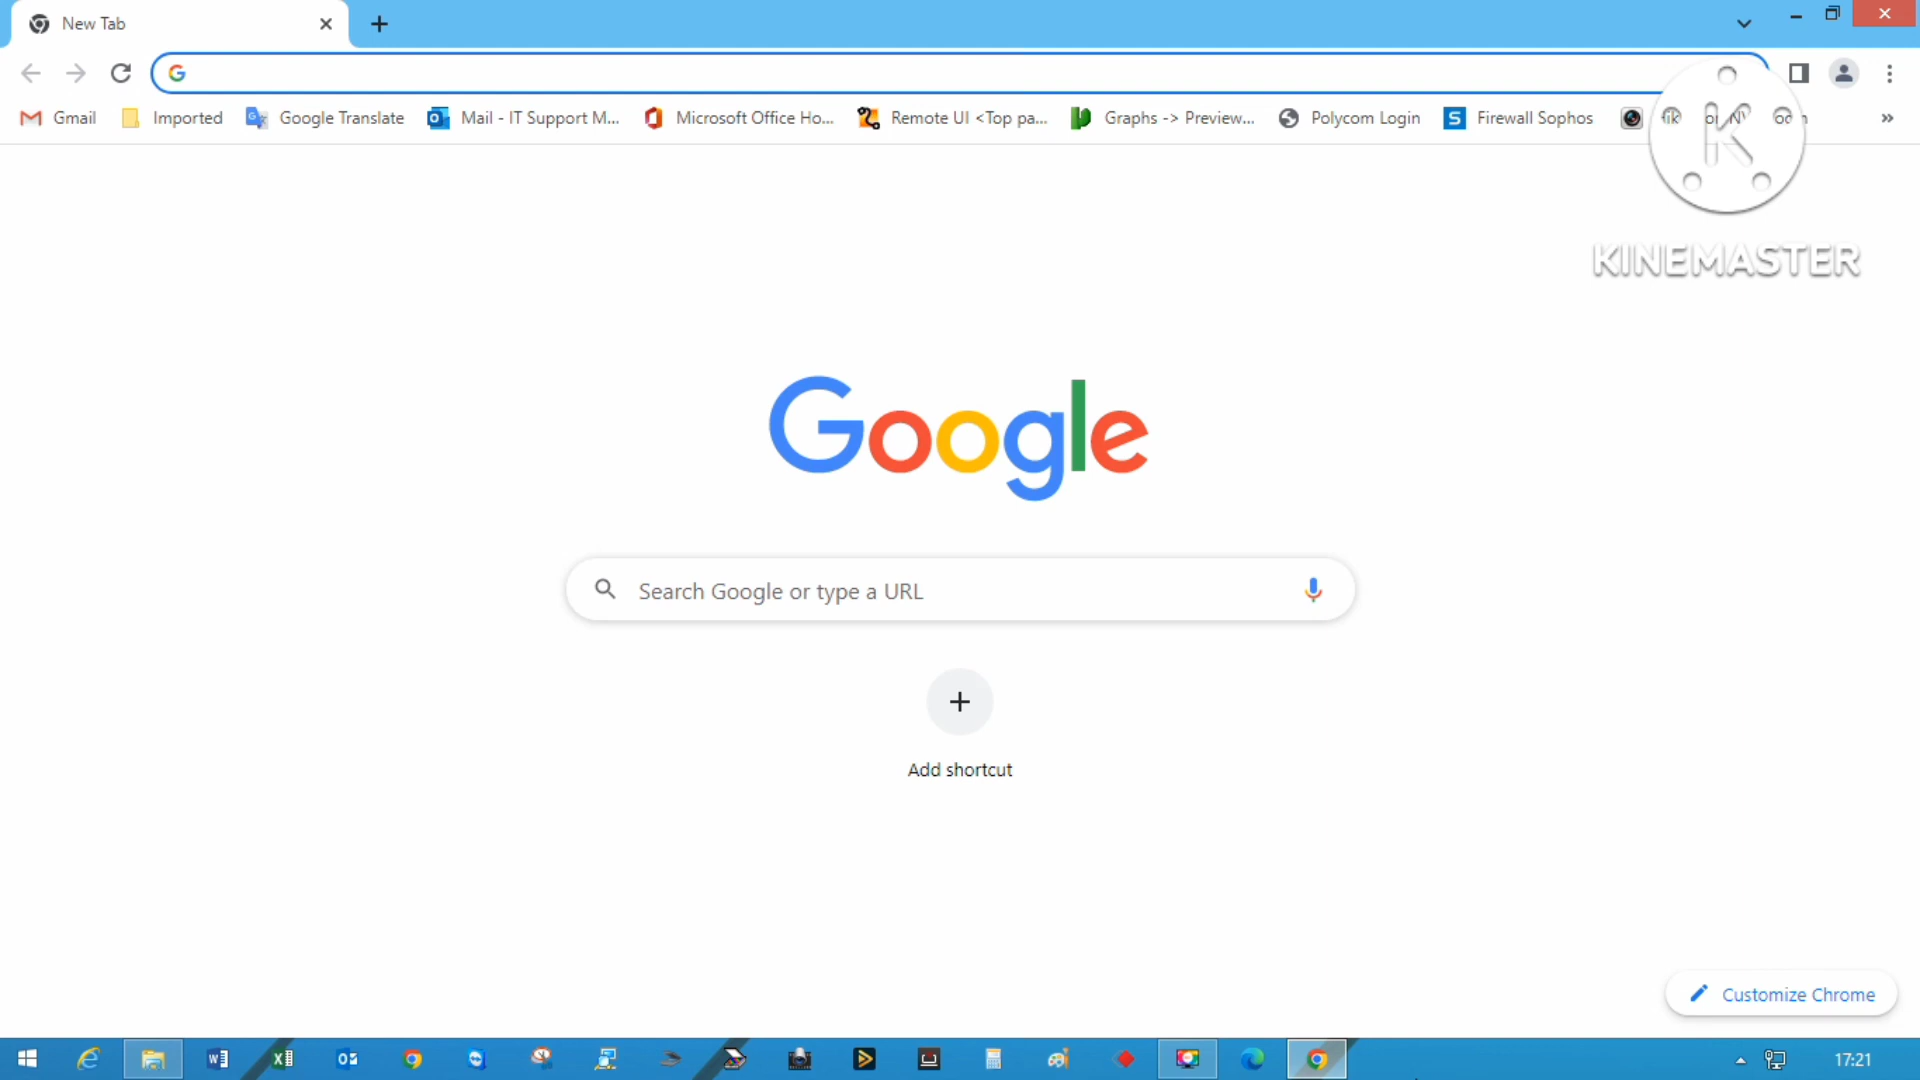 New Tab
Gmail
Imported
Google Translate
Mail - IT Support M...
Microsoft Office Ho...
Remote UI <Top pa...
Graphs -> Preview...
Polycom Login
Firewall Sophos
K
KINEMASTER
Google
Search Google or type a URL
Add shortcut
Customize Chrome
17:21